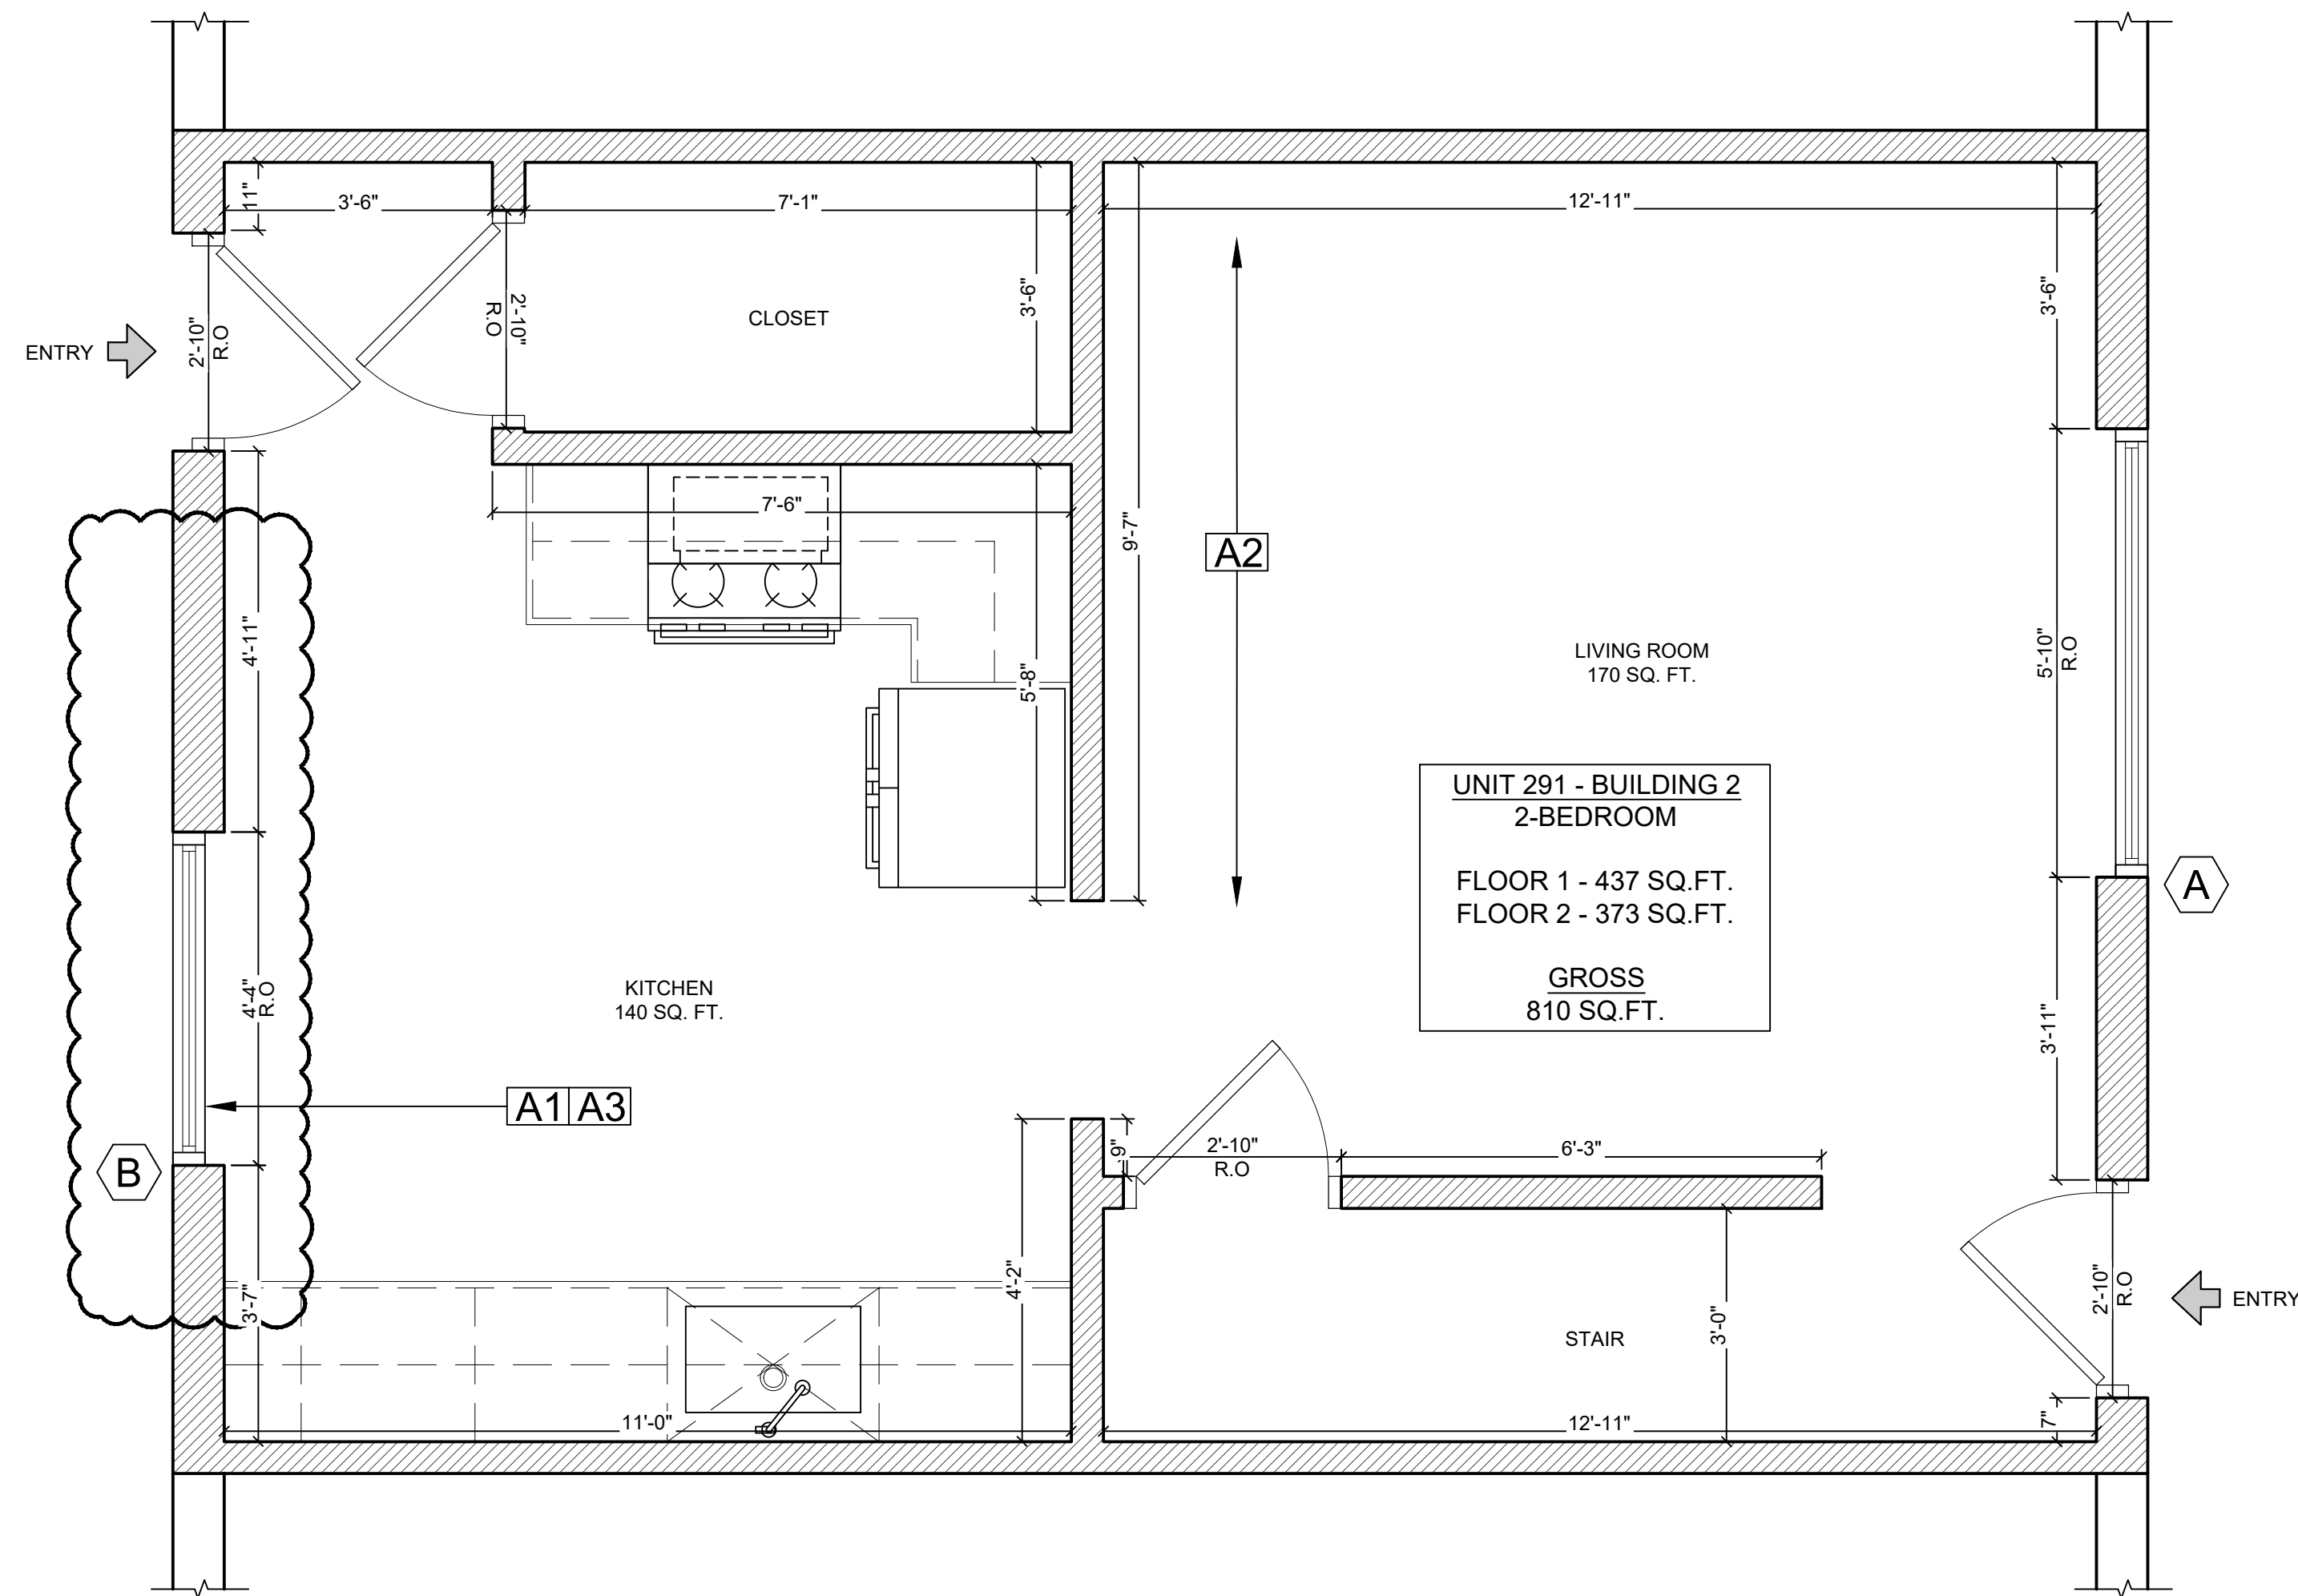 3'-6"
7'-1"
12'-11"
11"
2'-10"
R.O
ENTRY
2'-10"
R.O
CLOSET
3'-6"
3'-6"
7'-6"
9'-7"
A2
4'-11"
5'-8"
LIVING ROOM
170 SQ. FT.
5'-10"
R.O
UNIT 291 - BUILDING 2
2-BEDROOM
FLOOR 1 - 437 SQ.FT.
FLOOR 2 - 373 SQ.FT.
GROSS
810 SQ.FT.
A
4'-4"
R.O
KITCHEN
140 SQ. FT.
3'-11"
A1 A3
B
9"
2'-10"
R.O
6'-3"
3'-7"
4'-2"
STAIR
3'-0"
2'-10"
R.O
ENTRY
11'-0"
12'-11"
7"